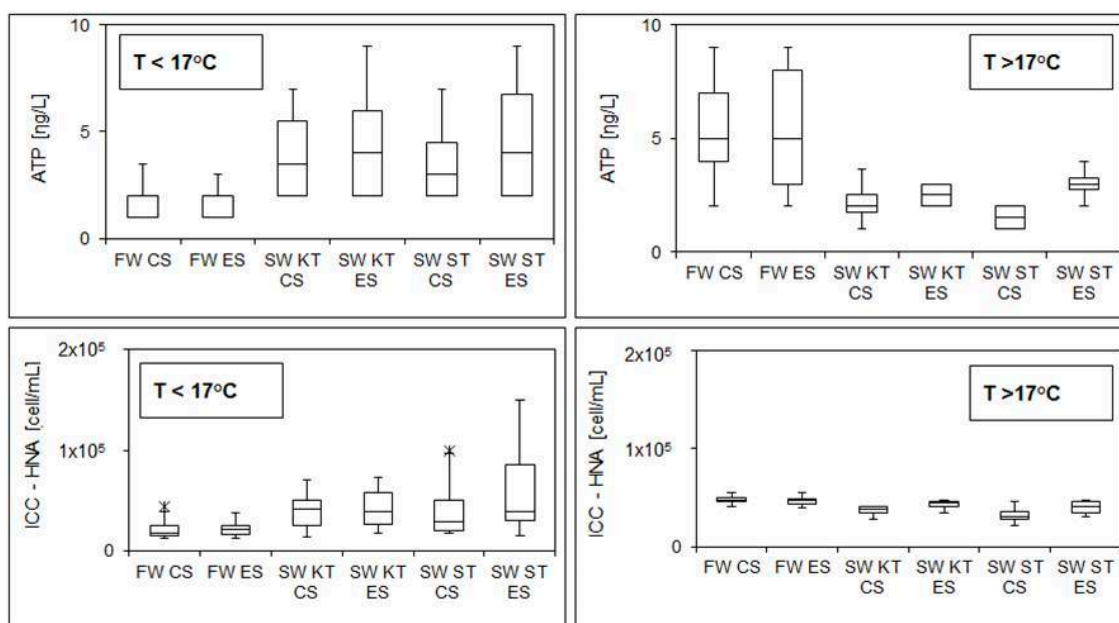 10
T < 17°C
ATP [ηg/L]
5
0
FW CS FW ES SW KT SW KT SW ST SW ST
CS ES CS ES
10
T >17°C
ATP [ηg/L]
5
0
FW CS FW ES SW KT SW KT SW ST SW ST
CS ES CS ES
2x10⁵
T < 17°C
ICC - HNA [cell/mL]
1x10⁵
0
FW CS FW ES SW KT SW KT SW ST SW ST
CS ES CS ES
2x10⁵
T >17°C
ICC - HNA [cell/mL]
1x10⁵
0
FW CS FW ES SW KT SW KT SW ST SW ST
CS ES CS ES